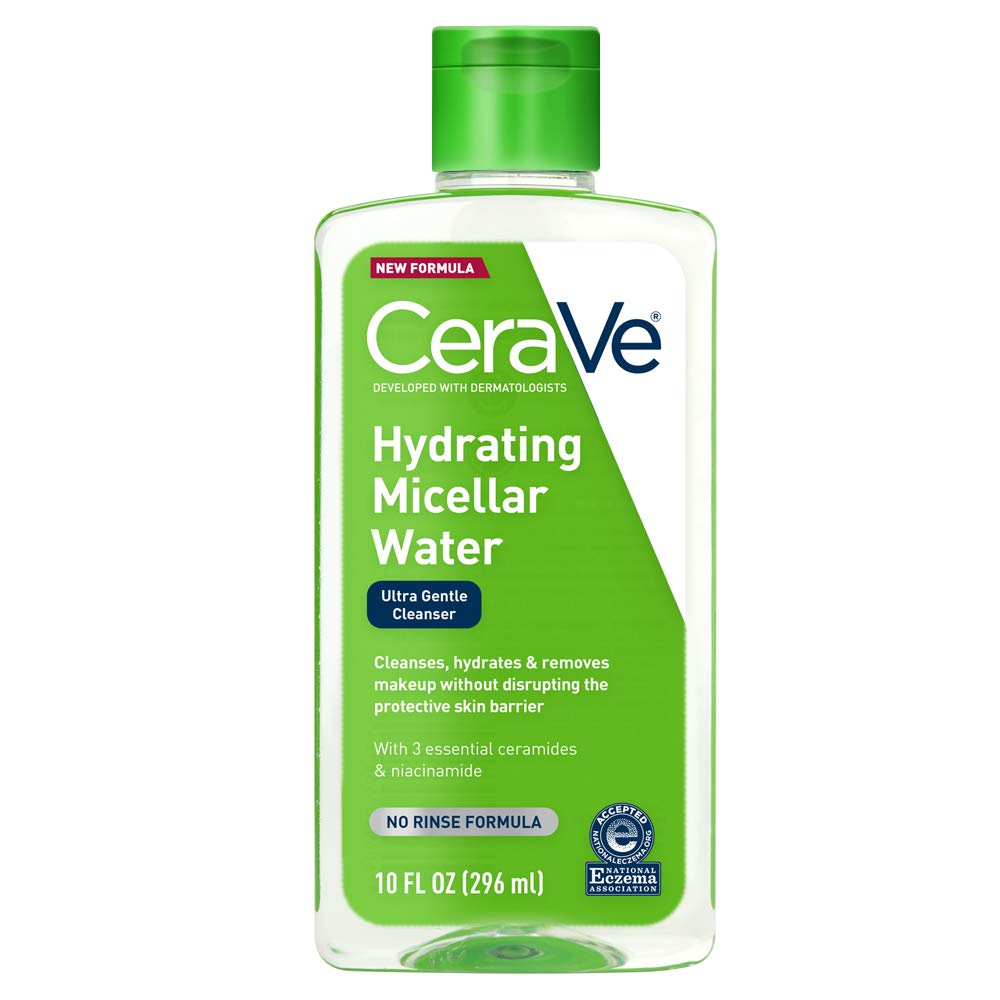 NEW FORMULA
CeraVe®
DEVELOPED WITH DERMATOLOGISTS
Hydrating
Micellar
Water
Ultra Gentle
Cleanser
Cleanses, hydrates & removes
makeup without disrupting the
protective skin barrier
With 3 essential ceramides
& niacinamide
NO RINSE FORMULA
ACCEPTED
e
NATIONALECZEMA.ORG
NATIONAL
Eczema
ASSOCIATION
10 FL OZ (296 ml)